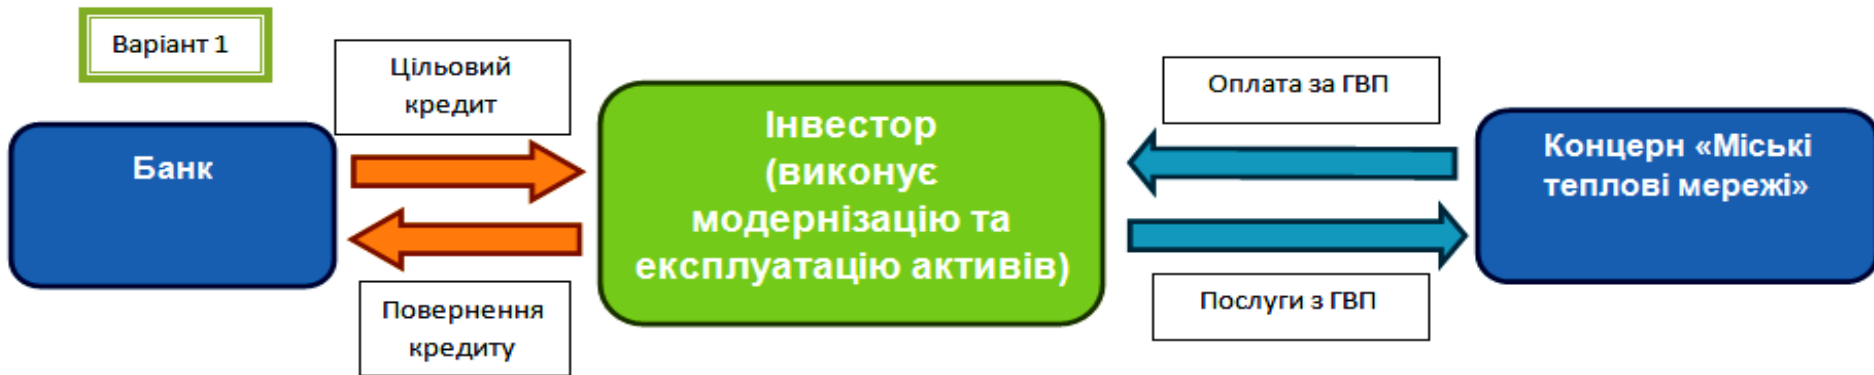 Варіант 1
Цільовий
кредит
Банк
Повернення
кредиту
Інвестор
(виконує
модернізацію та
експлуатацію активів)
Оплата за ГВП
Послуги з ГВП
Концерн «Міські
теплові мережі»